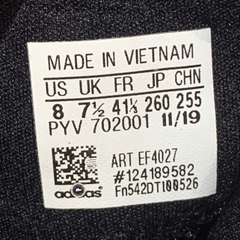 MADE IN VIETNAM
US UK FR JP CHN
8 7½ 41⅓ 260 255
PYV 702001 11/19
ART EF4027
#124189582
adidas Fn542DTl00526